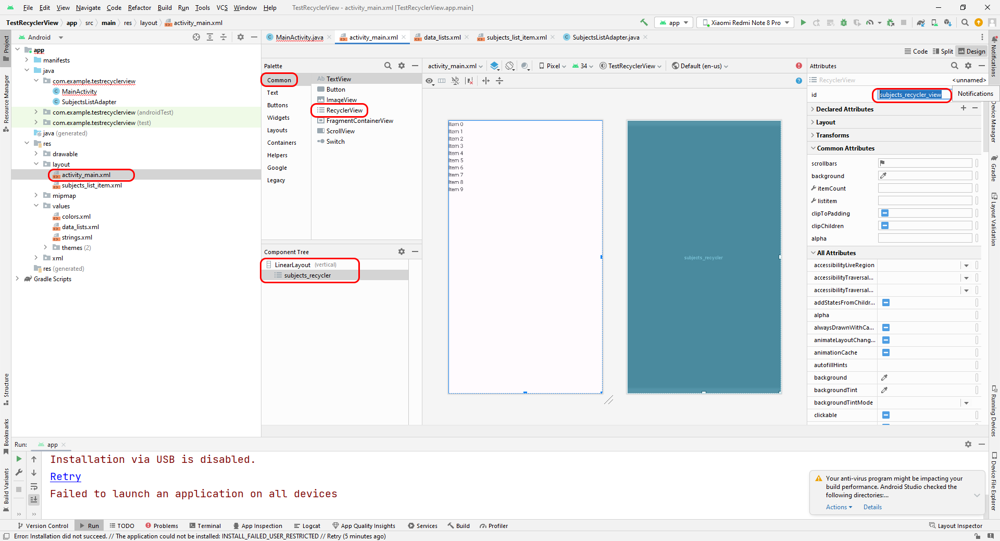 File Edit View Navigate Code Refactor Build Run Tools VCS Window Help TestRecyclerView - activity_main.xml [TestRecyclerView.app.main]
TestRecyclerView app src main res layout activity_main.xml app Xiaomi Redmi Note 8 Pro
Project
Resource Manager
Structure
Bookmarks
Build Variants
Android
app
manifests
java
com.example.testrecyclerview
MainActivity
SubjectsListAdapter
com.example.testrecyclerview (androidTest)
com.example.testrecyclerview (test)
java (generated)
res
drawable
layout
activity_main.xml
subjects_list_item.xml
mipmap
values
colors.xml
data_lists.xml
strings.xml
themes (2)
xml
res (generated)
Gradle Scripts
MainActivity.java activity_main.xml data_lists.xml subjects_list_item.xml SubjectsListAdapter.java
Code Split Design
Palette
Common
Text
Buttons
Widgets
Layouts
Containers
Helpers
Google
Legacy
Ab TextView
Button
ImageView
RecyclerView
FragmentContainerView
ScrollView
Switch
Component Tree
LinearLayout (vertical)
subjects_recycler
activity_main.xml Pixel 34 TestRecyclerView Default (en-us)
Item 0
Item 1
Item 2
Item 3
Item 4
Item 5
Item 6
Item 7
Item 8
Item 9
subjects_recycler
Attributes
RecyclerView <unnamed>
id subjects_recycler_view
Notifications
Declared Attributes
Layout
Transforms
Common Attributes
scrollbars
background
itemCount
listitem
clipToPadding
clipChildren
alpha
All Attributes
accessibilityLiveRegion
accessibilityTraversal...
accessibilityTraversal...
addStatesFromChildr...
alpha
alwaysDrawnWithCa...
animateLayoutChang...
animationCache
autofillHints
background
backgroundTint
backgroundTintMode
clickable
Notifications
Device Manager
Gradle
Layout Validation
Running Devices
Device File Explorer
Run: app
Installation via USB is disabled.
Retry
Failed to launch an application on all devices
Your anti-virus program might be impacting your
build performance. Android Studio checked the
following directories:...
Actions Details
Version Control Run TODO Problems Terminal App Inspection Logcat App Quality Insights Services Build Profiler Layout Inspector
Error: Installation did not succeed. // The application could not be installed: INSTALL_FAILED_USER_RESTRICTED // Retry (5 minutes ago)